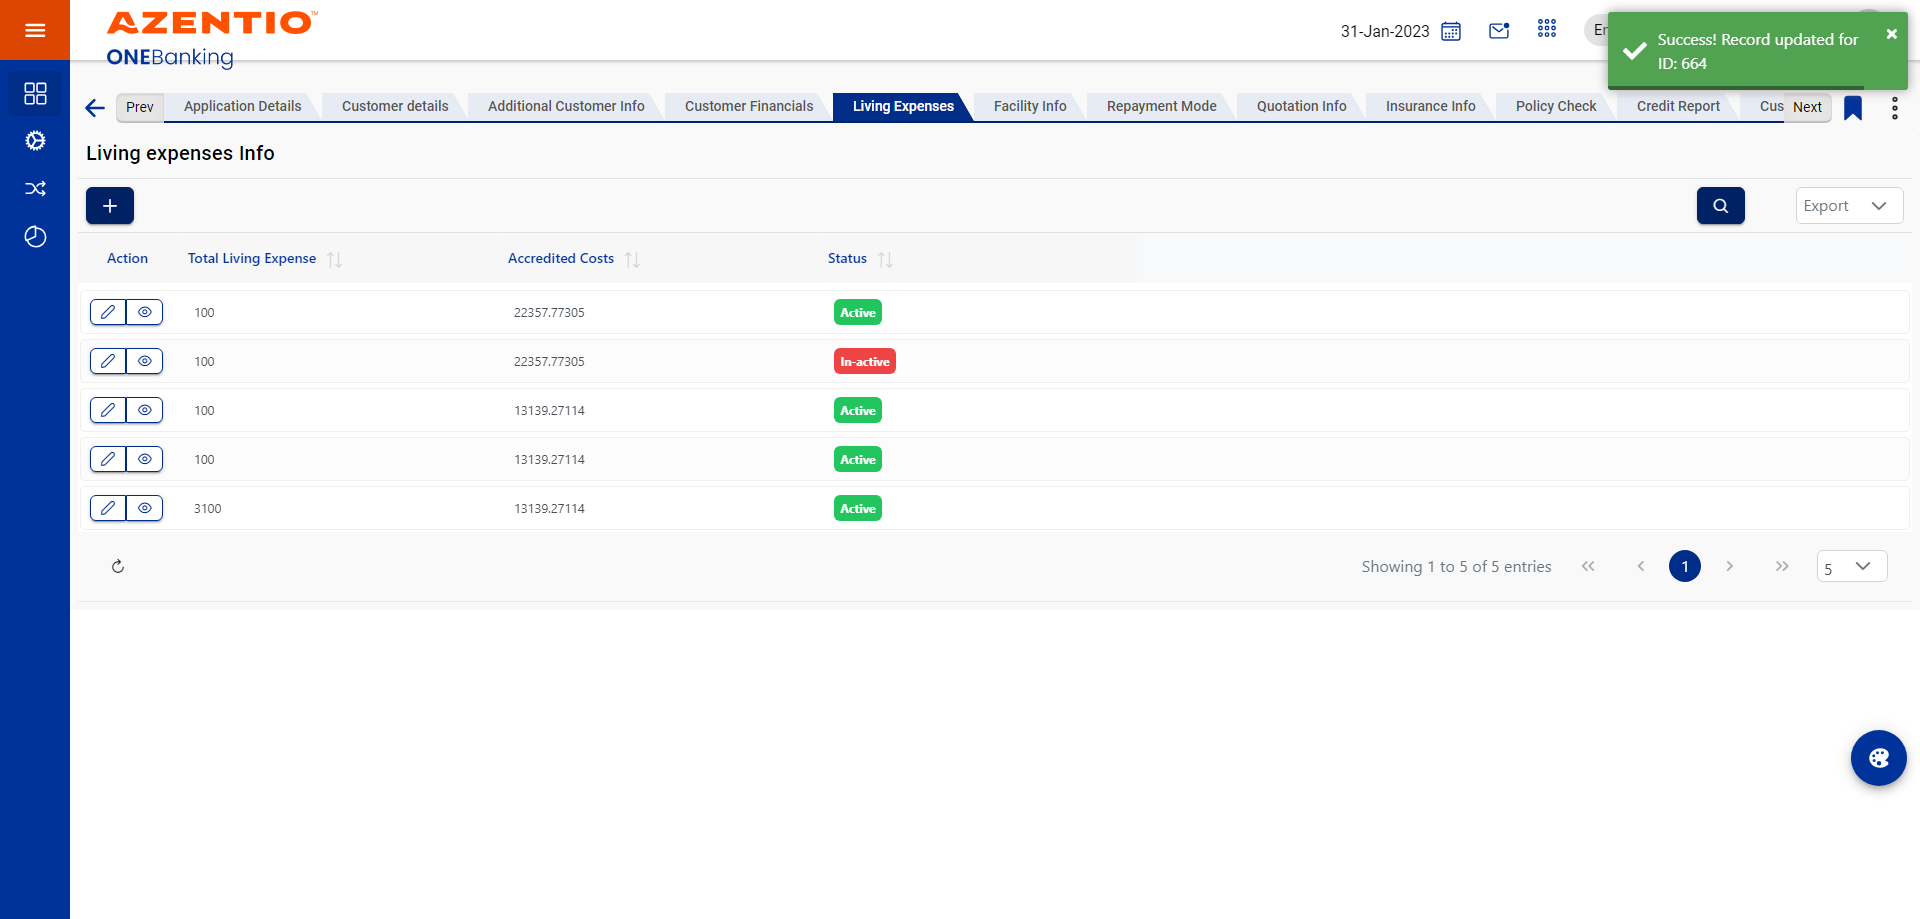 AZENTIO™
ONEBanking
31-Jan-2023
Success! Record updated for
ID: 664
Prev
Application Details
Customer details
Additional Customer Info
Customer Financials
Living Expenses
Facility Info
Repayment Mode
Quotation Info
Insurance Info
Policy Check
Credit Report
Cus
Next
Living expenses Info
Export
Action Total Living Expense Accredited Costs Status
100 22357.77305 Active
100 22357.77305 In-active
100 13139.27114 Active
100 13139.27114 Active
3100 13139.27114 Active
Showing 1 to 5 of 5 entries
1
5